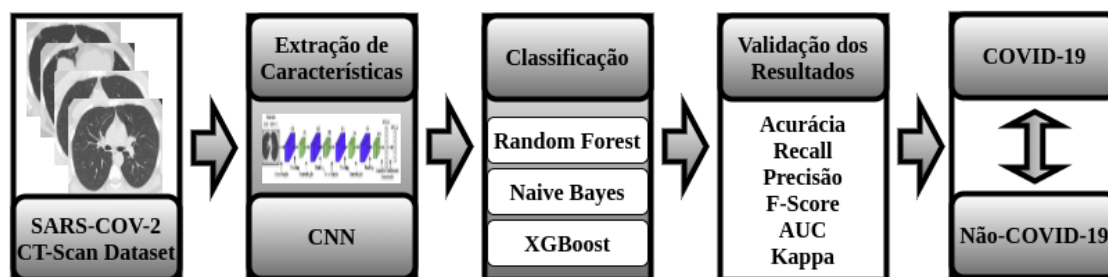 SARS-COV-2
CT-Scan Dataset
Extração de
Características
CNN
Classificação
Random Forest
Naive Bayes
XGBoost
Validação dos
Resultados
Acurácia
Recall
Precisão
F-Score
AUC
Kappa
COVID-19
Não-COVID-19